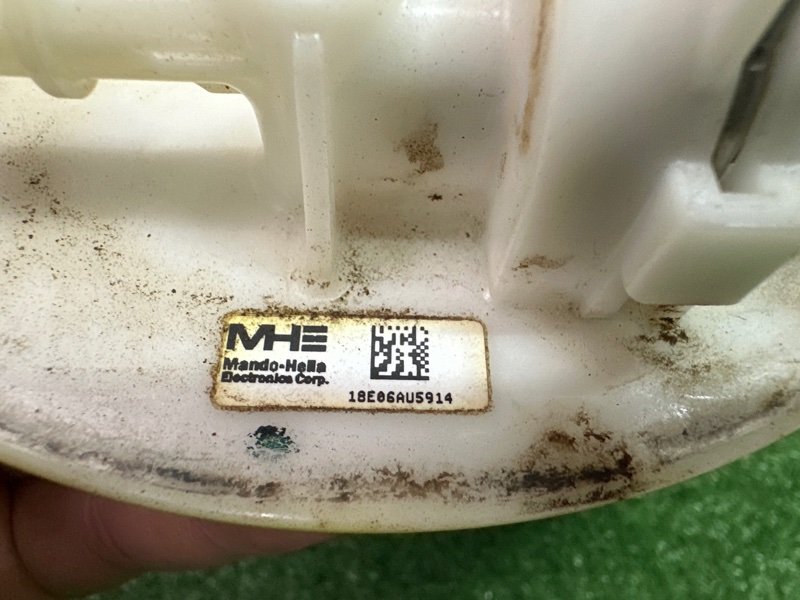 MHE
Mando-Hella
Electronics Corp.
18E06AU5914